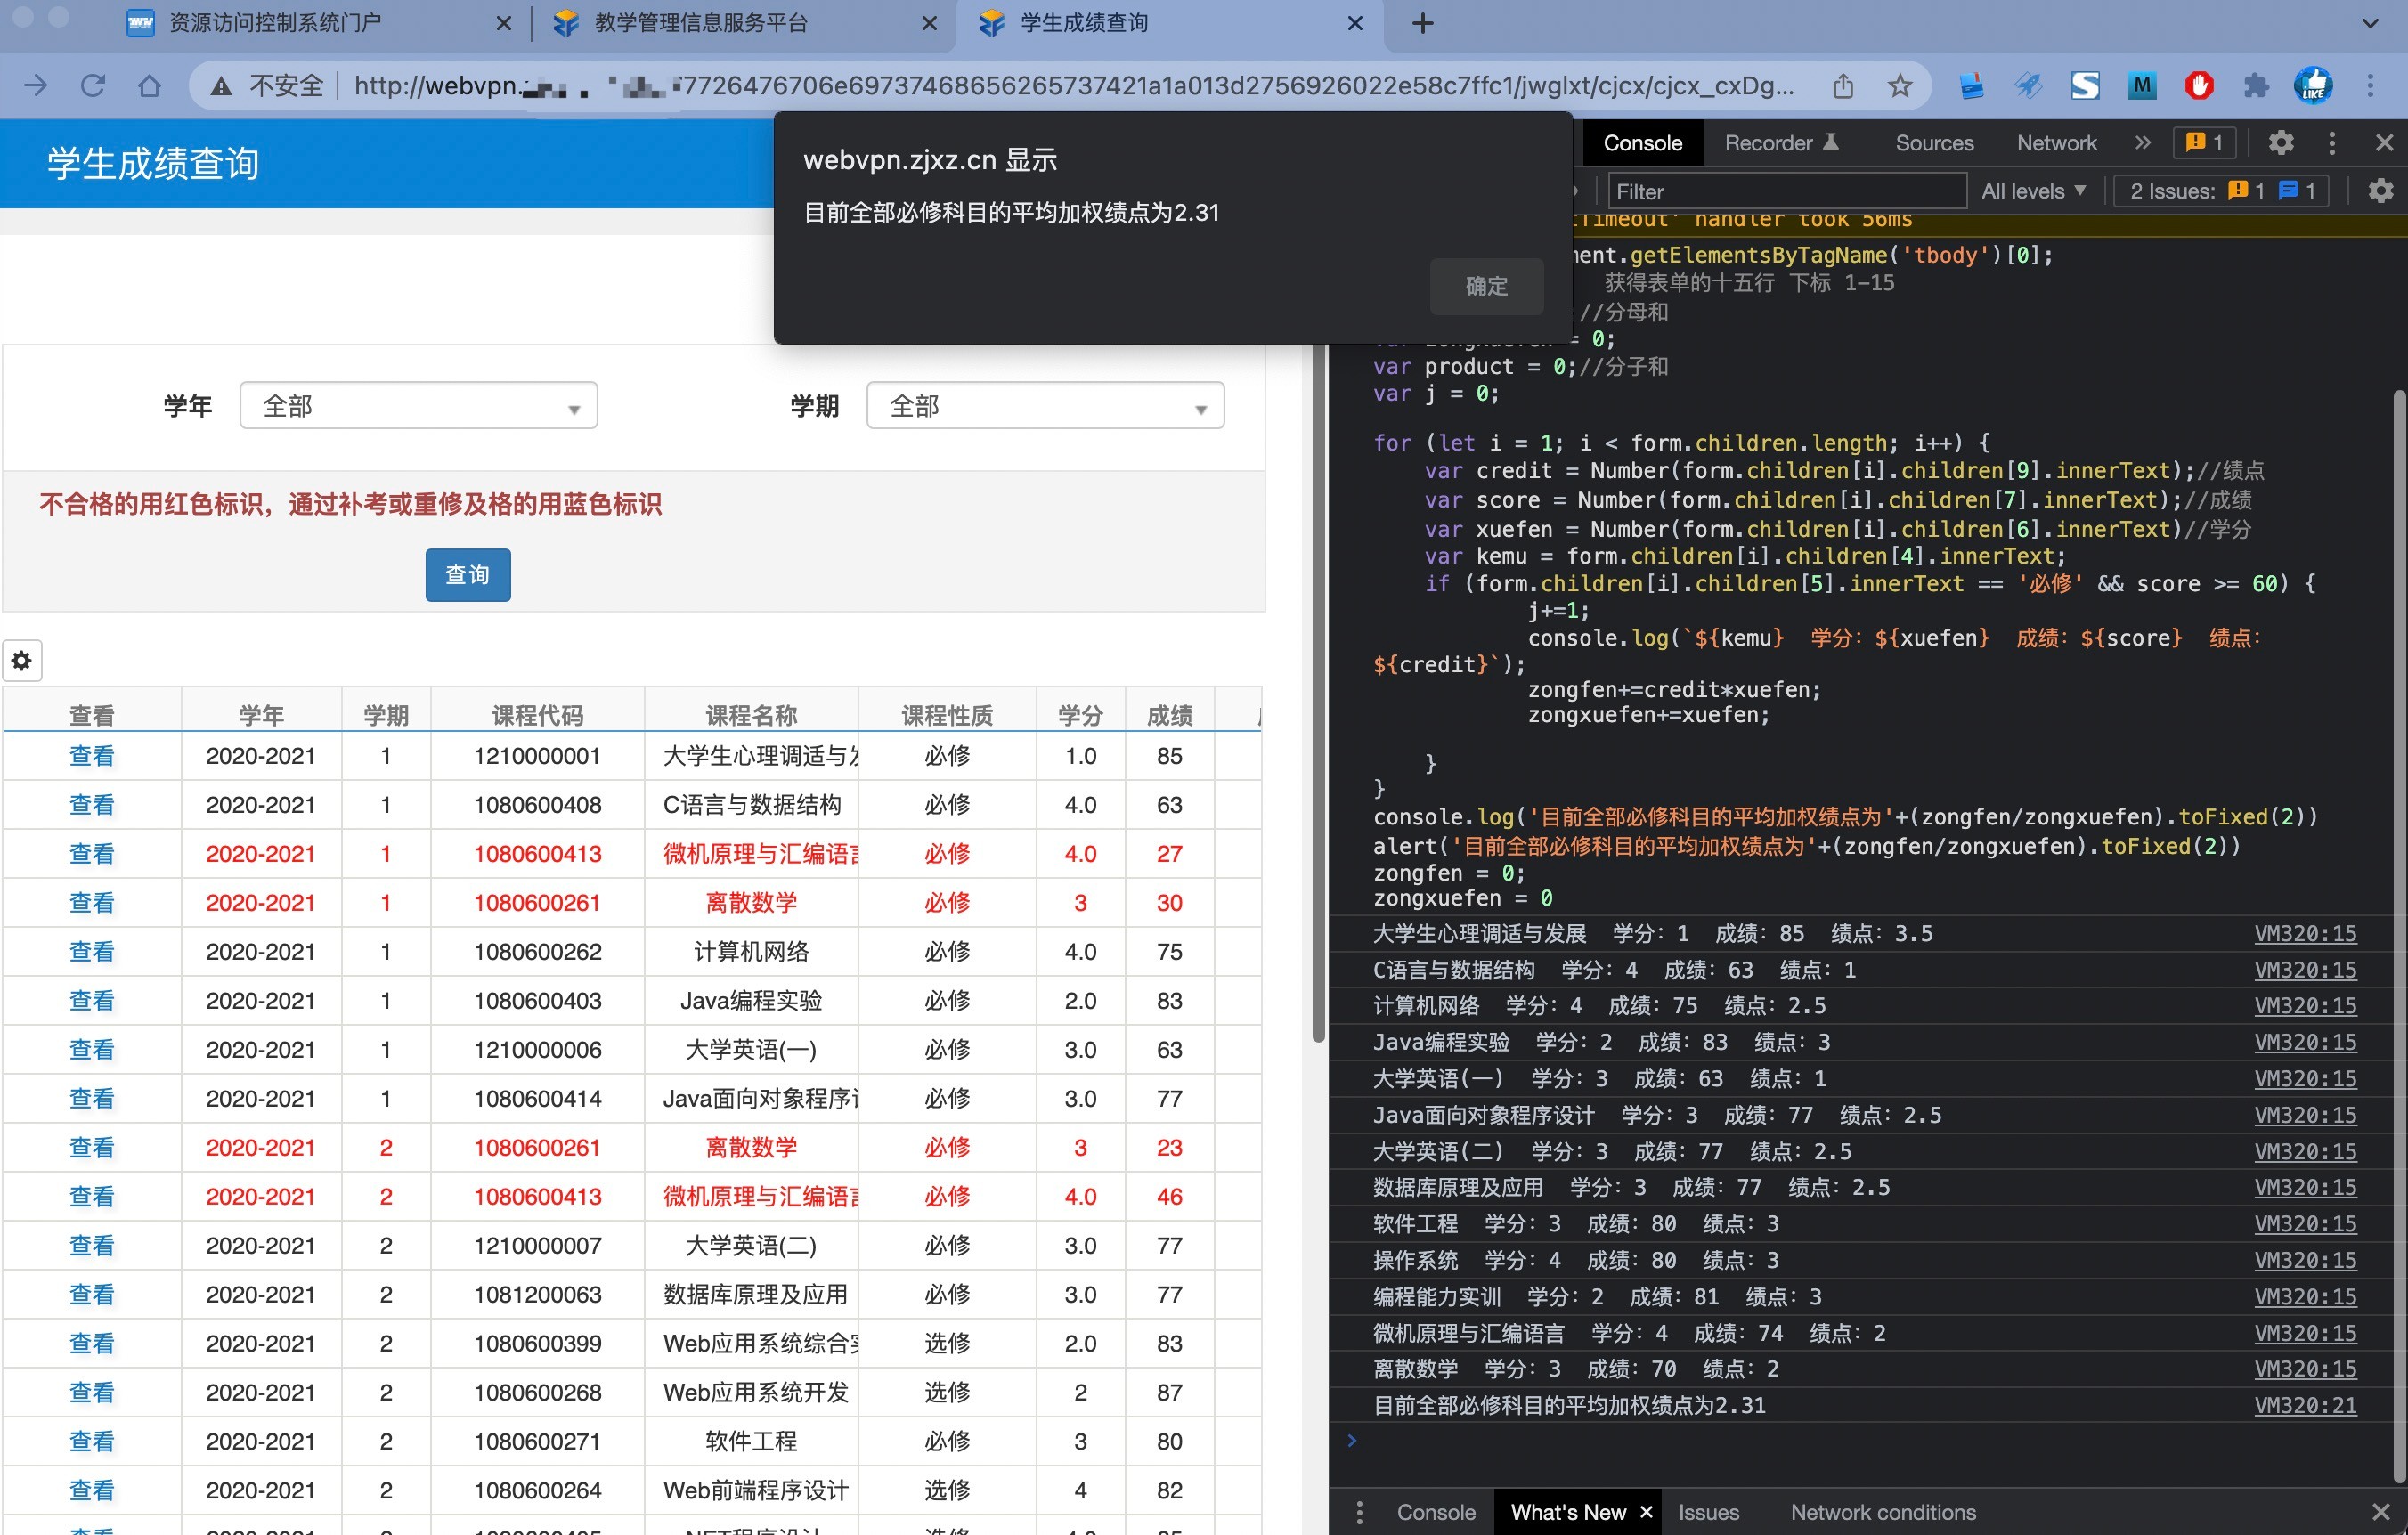 资源访问控制系统门户
教学管理信息服务平台
学生成绩查询
不安全
http://webvpn.
7726476706e69737468656265737421a1a013d2756926022e58c7ffc1/jwglxt/cjcx/cjcx_cxDg...
学生成绩查询
webvpn.zjxz.cn 显示
目前全部必修科目的平均加权绩点为2.31
确定
Console Recorder Sources Network » 1
Filter All levels ▼ 2 Issues: 1 1
Timeout' handler took 56ms
ment.getElementsByTagName('tbody')[0];
获得表单的十五行 下标 1-15
;//分母和
var zongxuefen = 0;
var product = 0;//分子和
var j = 0;
for (let i = 1; i < form.children.length; i++) {
var credit = Number(form.children[i].children[9].innerText);//绩点
var score = Number(form.children[i].children[7].innerText);//成绩
var xuefen = Number(form.children[i].children[6].innerText)//学分
var kemu = form.children[i].children[4].innerText;
if (form.children[i].children[5].innerText == '必修' && score >= 60) {
j+=1;
console.log(`${kemu} 学分：${xuefen} 成绩：${score} 绩点：
${credit}`);
zongfen+=credit*xuefen;
zongxuefen+=xuefen;
}
}
console.log('目前全部必修科目的平均加权绩点为'+(zongfen/zongxuefen).toFixed(2))
alert('目前全部必修科目的平均加权绩点为'+(zongfen/zongxuefen).toFixed(2))
zongfen = 0;
zongxuefen = 0
大学生心理调适与发展 学分：1 成绩：85 绩点：3.5 VM320:15
C语言与数据结构 学分：4 成绩：63 绩点：1 VM320:15
计算机网络 学分：4 成绩：75 绩点：2.5 VM320:15
Java编程实验 学分：2 成绩：83 绩点：3 VM320:15
大学英语(一) 学分：3 成绩：63 绩点：1 VM320:15
Java面向对象程序设计 学分：3 成绩：77 绩点：2.5 VM320:15
大学英语(二) 学分：3 成绩：77 绩点：2.5 VM320:15
数据库原理及应用 学分：3 成绩：77 绩点：2.5 VM320:15
软件工程 学分：3 成绩：80 绩点：3 VM320:15
操作系统 学分：4 成绩：80 绩点：3 VM320:15
编程能力实训 学分：2 成绩：81 绩点：3 VM320:15
微机原理与汇编语言 学分：4 成绩：74 绩点：2 VM320:15
离散数学 学分：3 成绩：70 绩点：2 VM320:15
目前全部必修科目的平均加权绩点为2.31 VM320:21
Console What's New Issues Network conditions
学年 全部 学期 全部
不合格的用红色标识，通过补考或重修及格的用蓝色标识
查询
查看 学年 学期 课程代码 课程名称 课程性质 学分 成绩
查看 2020-2021 1 1210000001 大学生心理调适与发 必修 1.0 85
查看 2020-2021 1 1080600408 C语言与数据结构 必修 4.0 63
查看 2020-2021 1 1080600413 微机原理与汇编语言 必修 4.0 27
查看 2020-2021 1 1080600261 离散数学 必修 3 30
查看 2020-2021 1 1080600262 计算机网络 必修 4.0 75
查看 2020-2021 1 1080600403 Java编程实验 必修 2.0 83
查看 2020-2021 1 1210000006 大学英语(一) 必修 3.0 63
查看 2020-2021 1 1080600414 Java面向对象程序设 必修 3.0 77
查看 2020-2021 2 1080600261 离散数学 必修 3 23
查看 2020-2021 2 1080600413 微机原理与汇编语言 必修 4.0 46
查看 2020-2021 2 1210000007 大学英语(二) 必修 3.0 77
查看 2020-2021 2 1081200063 数据库原理及应用 必修 3.0 77
查看 2020-2021 2 1080600399 Web应用系统综合实 选修 2.0 83
查看 2020-2021 2 1080600268 Web应用系统开发 选修 2 87
查看 2020-2021 2 1080600271 软件工程 必修 3 80
查看 2020-2021 2 1080600264 Web前端程序设计 选修 4 82